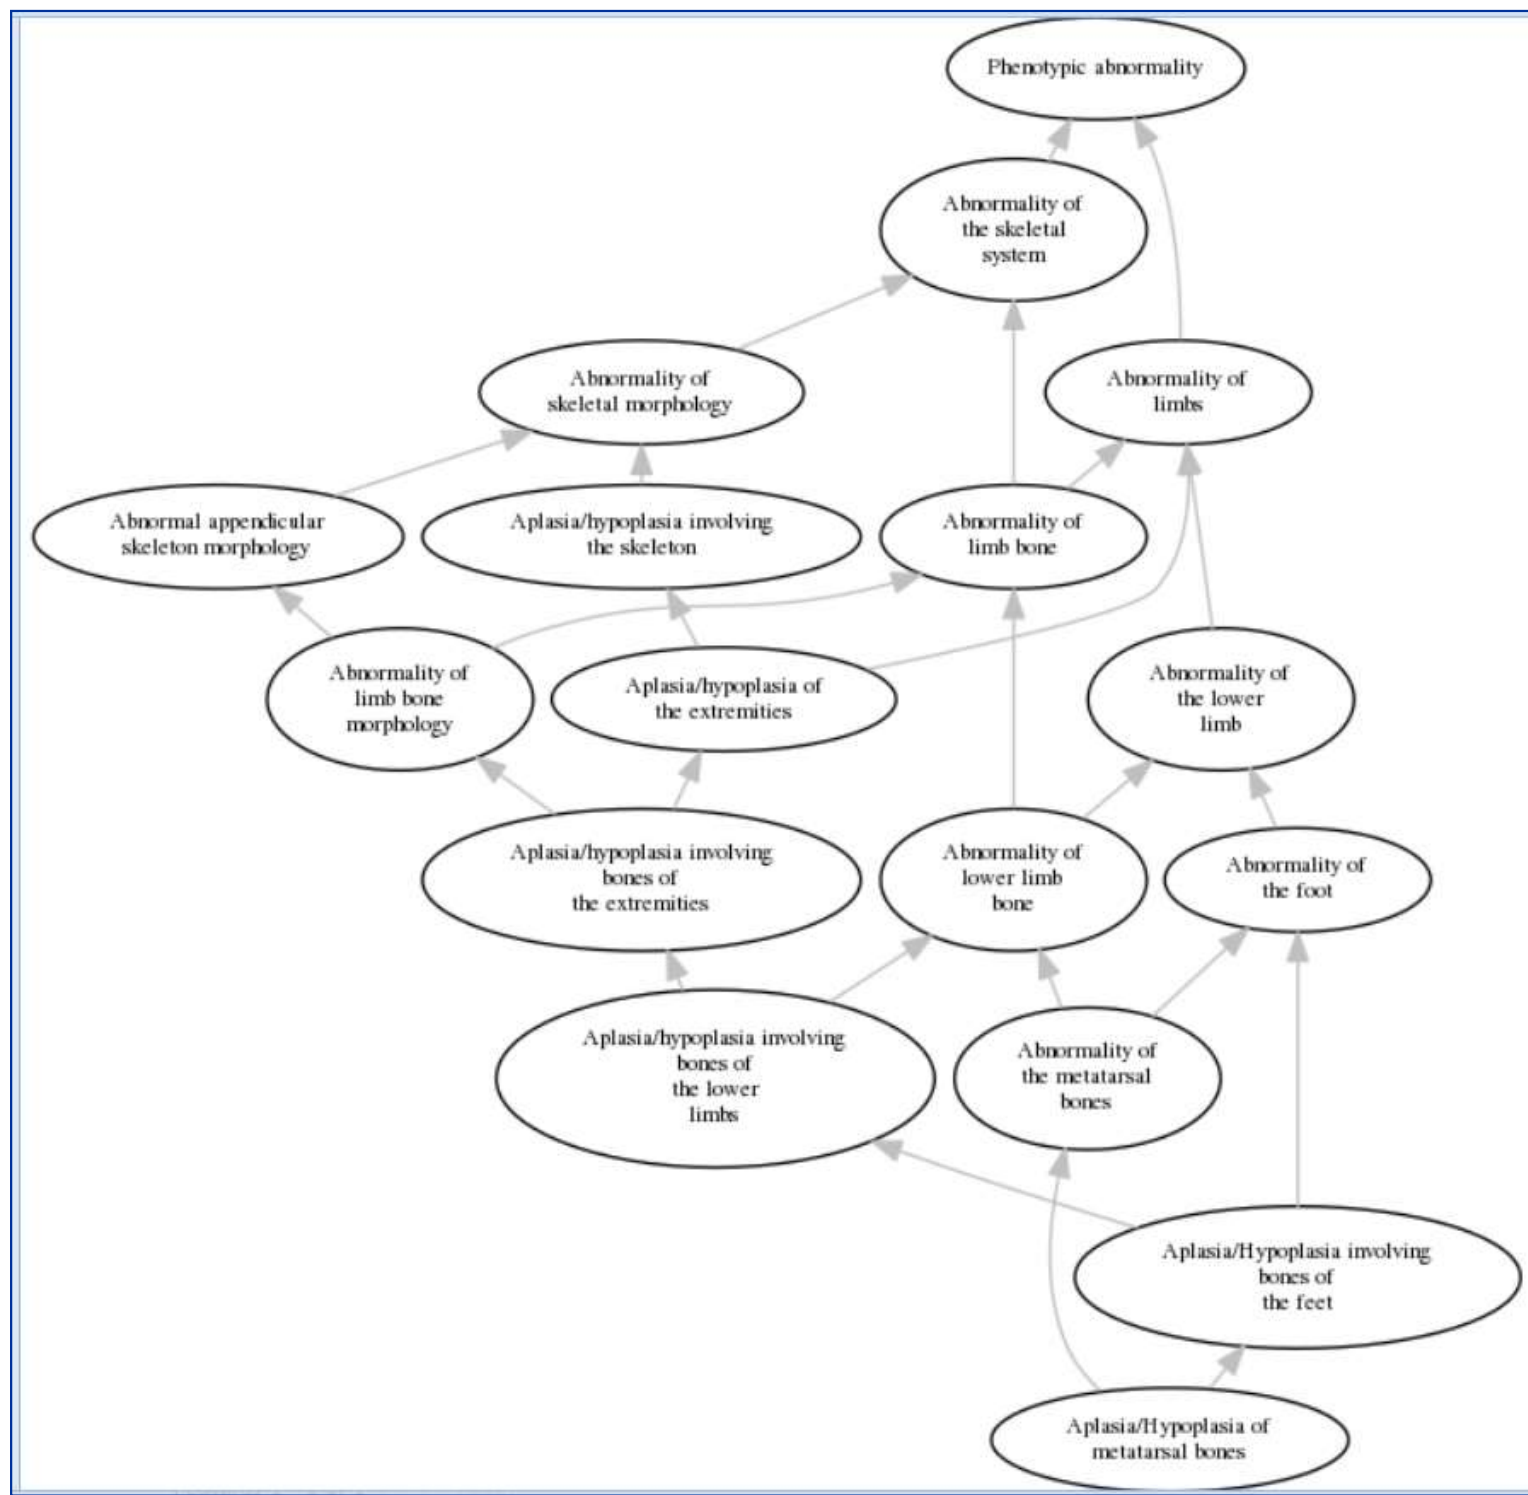 Phenotypic abnormality
Abnormality of
the skeletal
system
Abnormality of
skeletal morphology
Abnormality of
limbs
Abnormal appendicular
skeleton morphology
Aplasia/hypoplasia involving
the skeleton
Abnormality of
limb bone
Abnormality of
limb bone
morphology
Aplasia/hypoplasia of
the extremities
Abnormality of
the lower
limb
Aplasia/hypoplasia involving
bones of
the extremities
Abnormality of
lower limb
bone
Abnormality of
the foot
Aplasia/hypoplasia involving
bones of
the lower
limbs
Abnormality of
the metatarsal
bones
Aplasia/Hypoplasia involving
bones of
the feet
Aplasia/Hypoplasia of
metatarsal bones